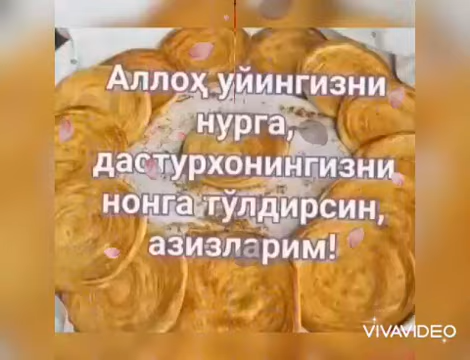 Аллоҳ уйингизни
нурга,
дастурхонингизни
нонга тўлдирсин,
азизларим!
VIVAVIDEO